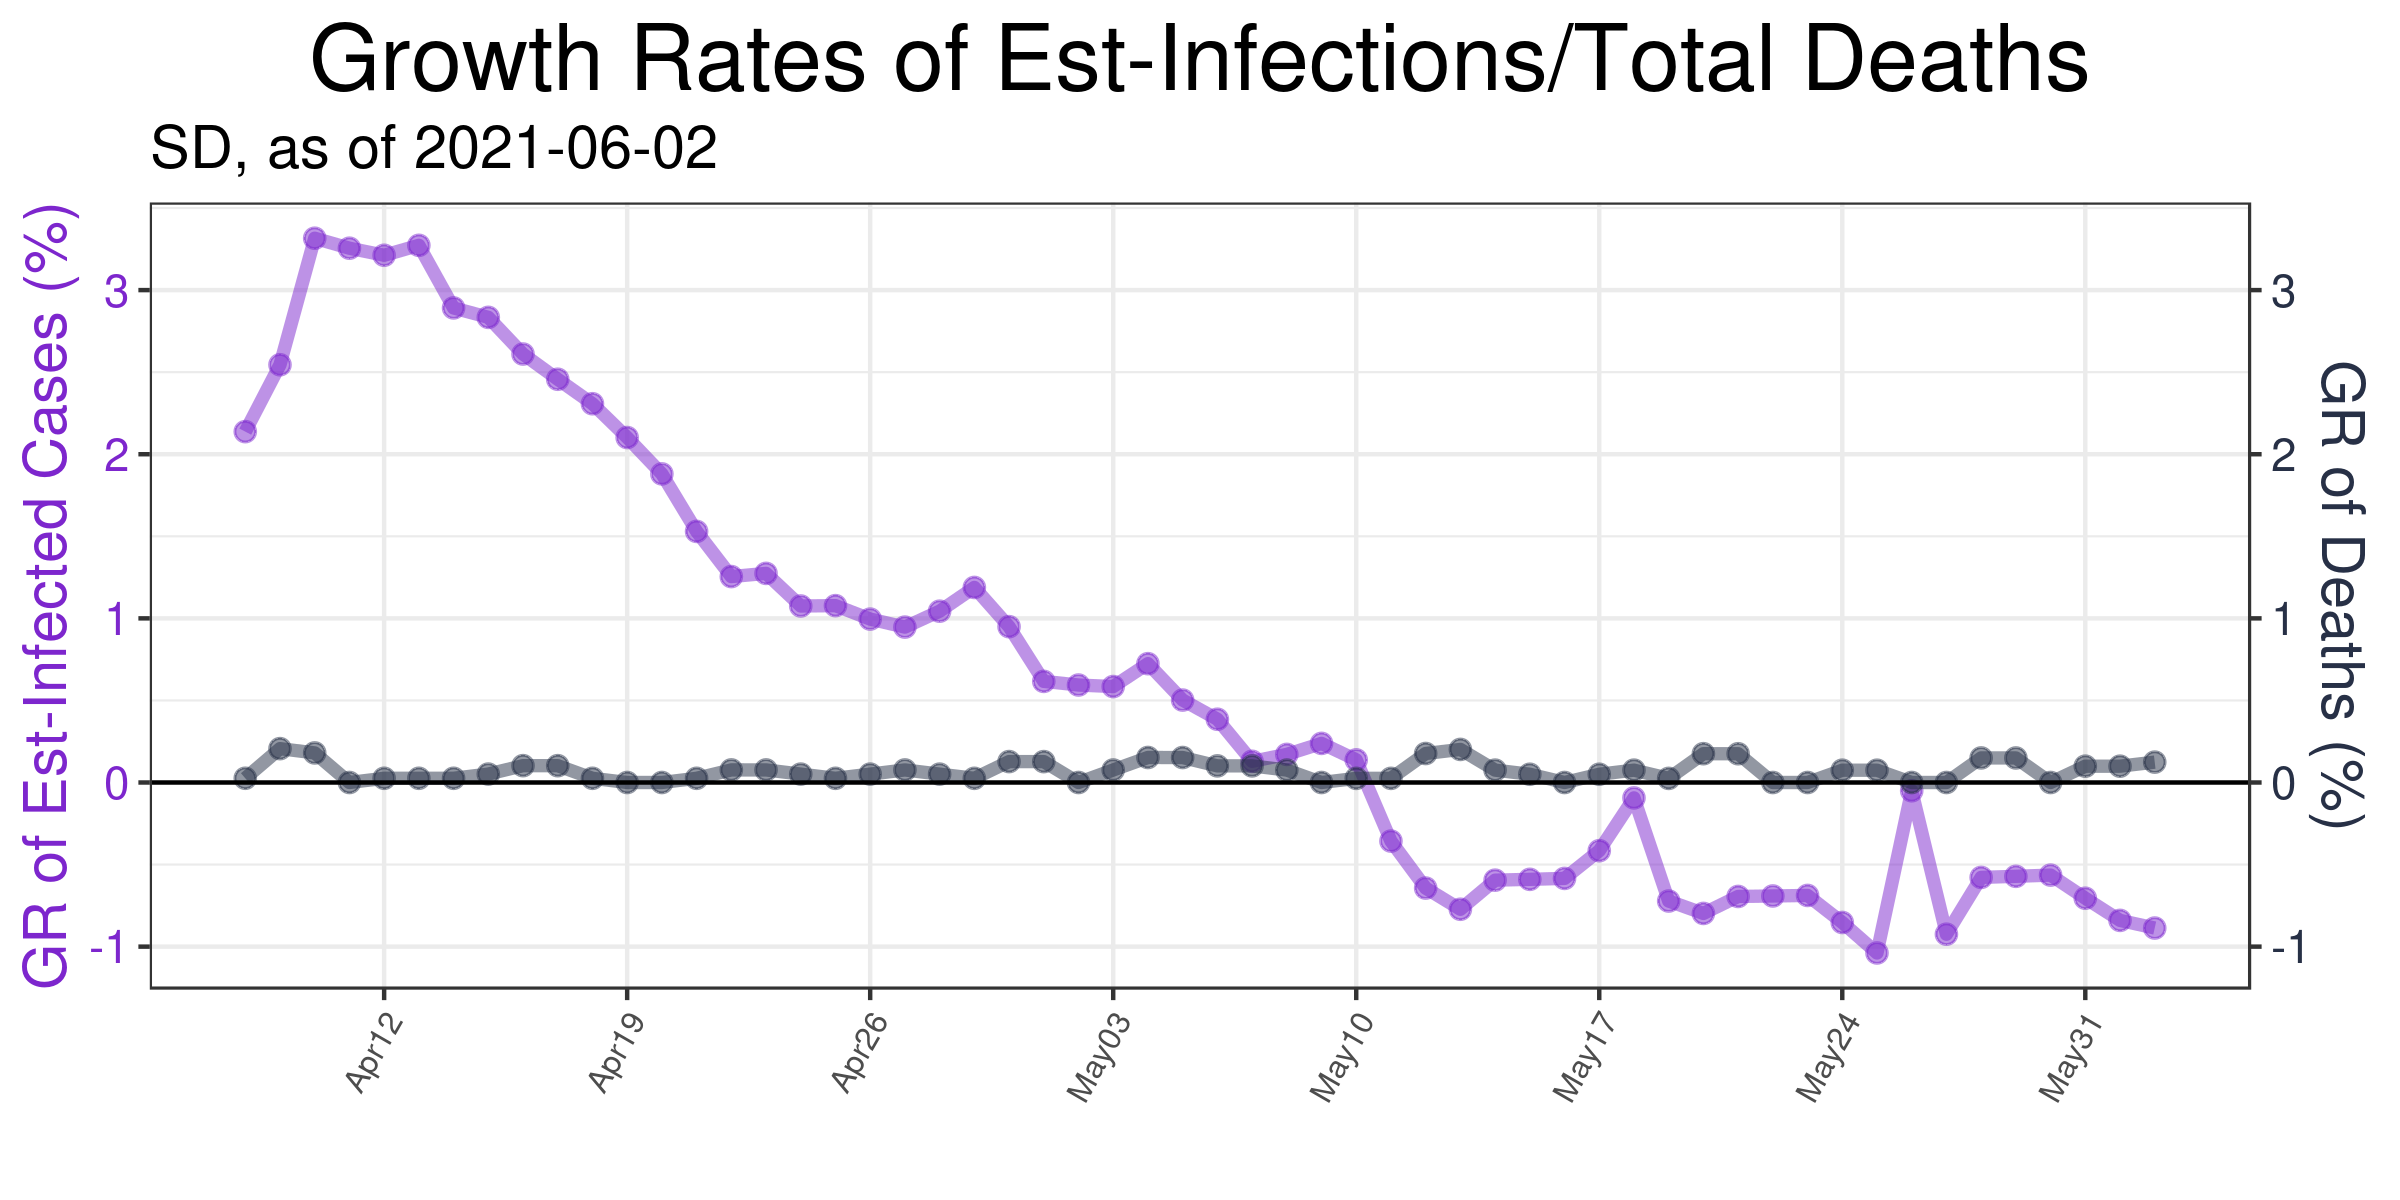 Growth Rates of Est-Infections/Total Deaths
SD, as of 2021-06-02
GR of Est-Infected Cases (%)
3
2
1
0
-1
3
2
1
0
-1
GR of Deaths (%)
Apr12
Apr19
Apr26
May03
May10
May17
May24
May31